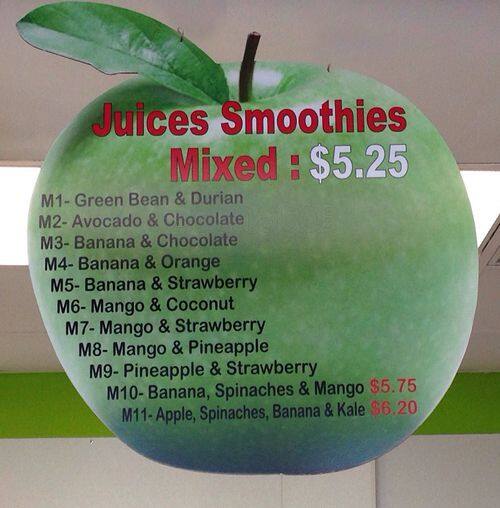 Juices Smoothies
Mixed : $5.25
M1- Green Bean & Durian
M2- Avocado & Chocolate
M3- Banana & Chocolate
M4- Banana & Orange
M5- Banana & Strawberry
M6- Mango & Coconut
M7- Mango & Strawberry
M8- Mango & Pineapple
M9- Pineapple & Strawberry
M10- Banana, Spinaches & Mango $5.75
M11- Apple, Spinaches, Banana & Kale $6.20